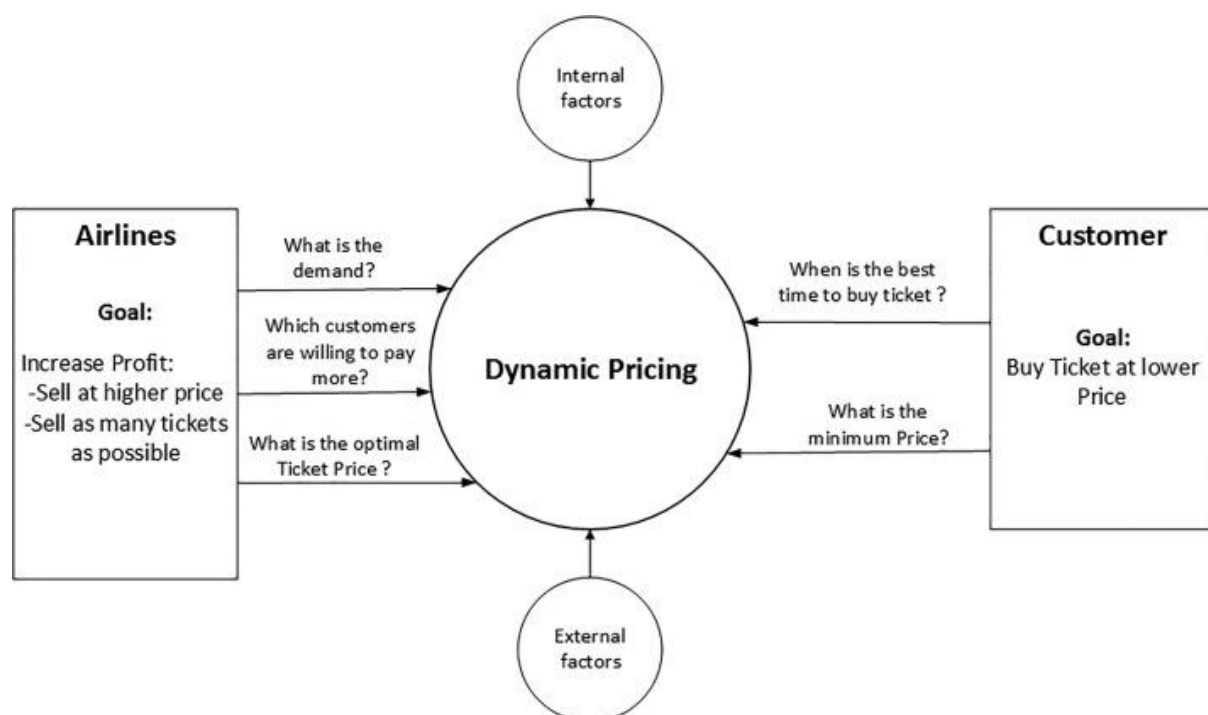 Internal
factors
Airlines
Goal:
Increase Profit:
-Sell at higher price
-Sell as many tickets
as possible
What is the
demand?
Which customers
are willing to pay
more?
What is the optimal
Ticket Price ?
Dynamic Pricing
When is the best
time to buy ticket ?
What is the
minimum Price?
Customer
Goal:
Buy Ticket at lower
Price
External
factors